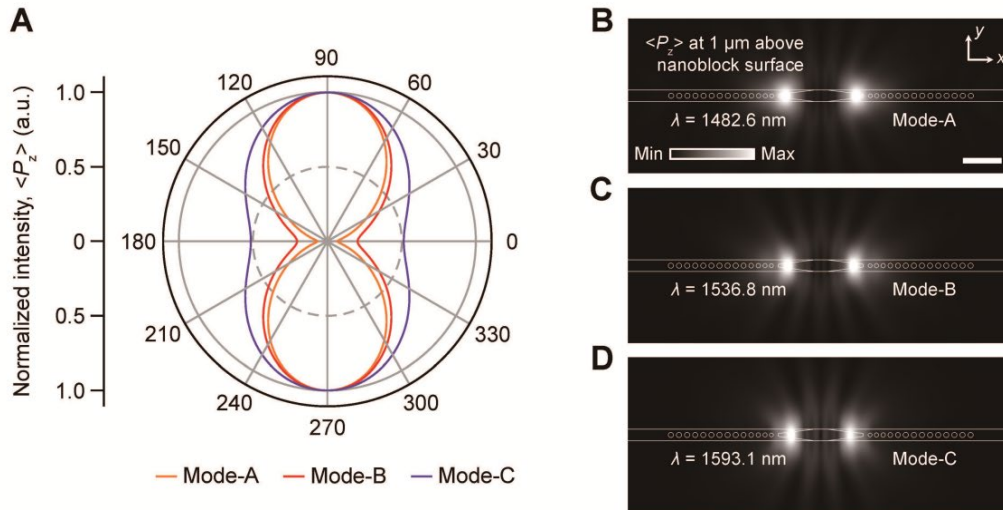 A
Normalized intensity, <Pz> (a.u.)
1.0
0.5
0
0.5
1.0
90
120
60
150
30
180
0
210
330
240
300
270
Mode-A
Mode-B
Mode-C
B
<Pz> at 1 µm above
nanoblock surface
y
x
λ = 1482.6 nm
Mode-A
Min
Max
C
λ = 1536.8 nm
Mode-B
D
λ = 1593.1 nm
Mode-C